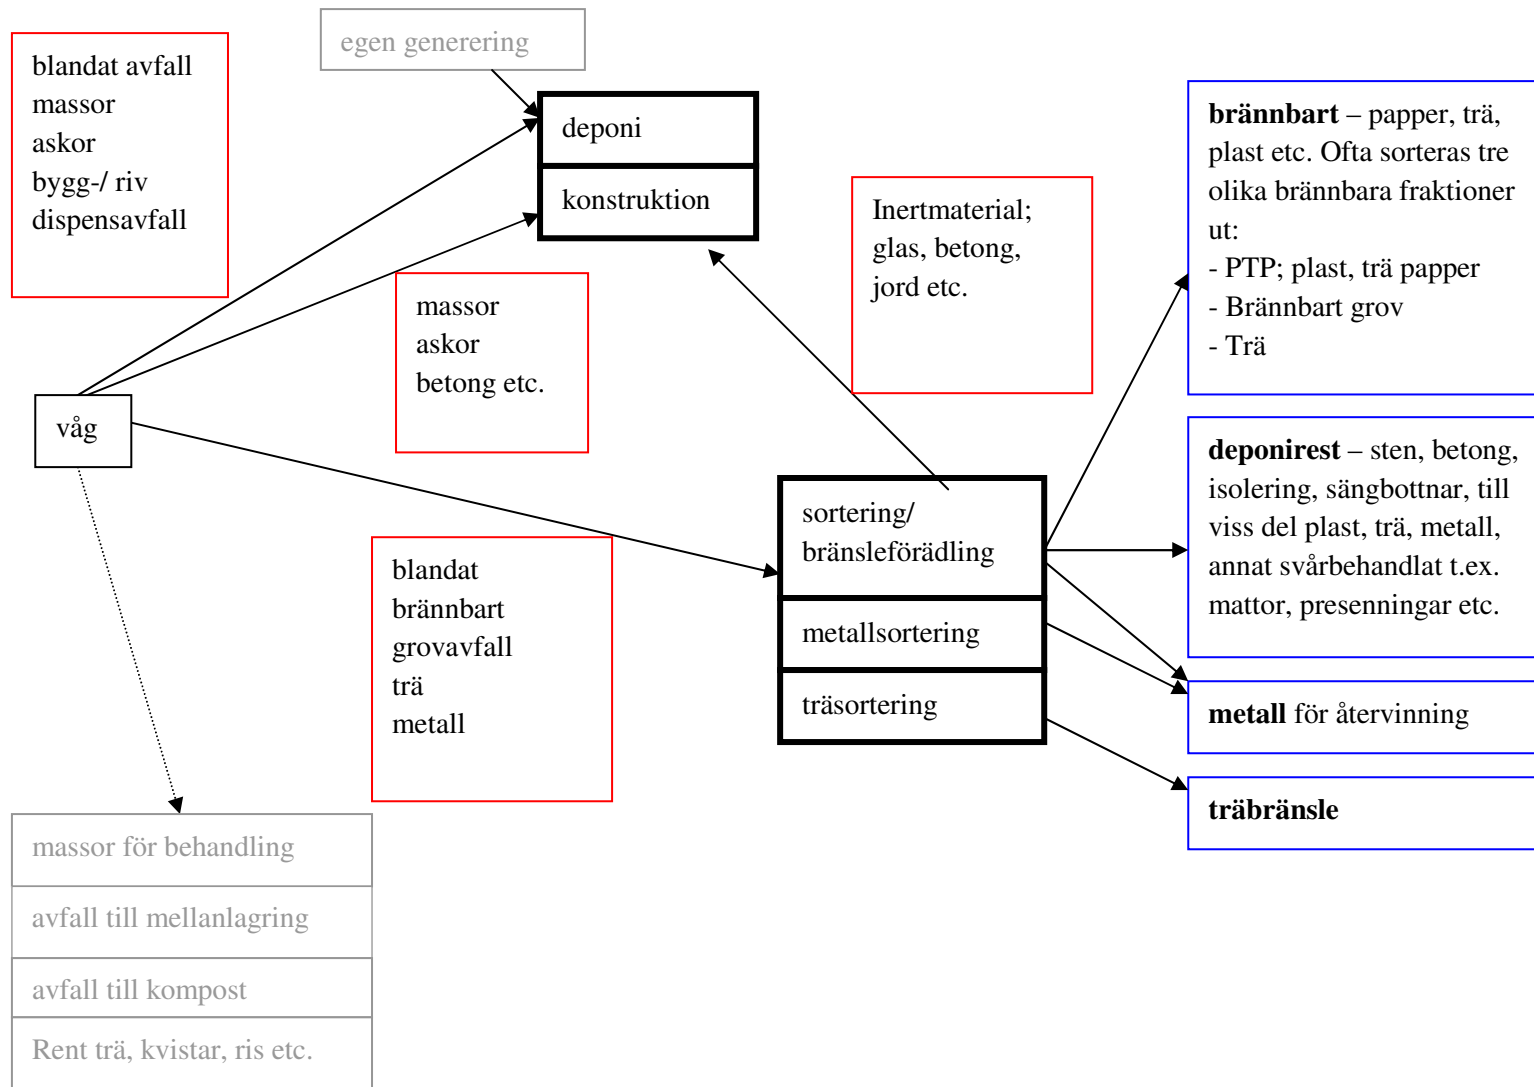 egen generering
blandat avfall
massor
askor
bygg-/ riv
dispensavfall
deponi
konstruktion
massor
askor
betong etc.
Inertmaterial;
glas, betong,
jord etc.
våg
blandat
brännbart
grovavfall
trä
metall
sortering/
bränsleförädling
metallsortering
träsortering
brännbart – papper, trä,
plast etc. Ofta sorteras tre
olika brännbara fraktioner
ut:
- PTP; plast, trä papper
- Brännbart grov
- Trä
deponirest – sten, betong,
isolering, sängbottnar, till
viss del plast, trä, metall,
annat svårbehandlat t.ex.
mattor, presenningar etc.
metall för återvinning
träbränsle
massor för behandling
avfall till mellanlagring
avfall till kompost
Rent trä, kvistar, ris etc.